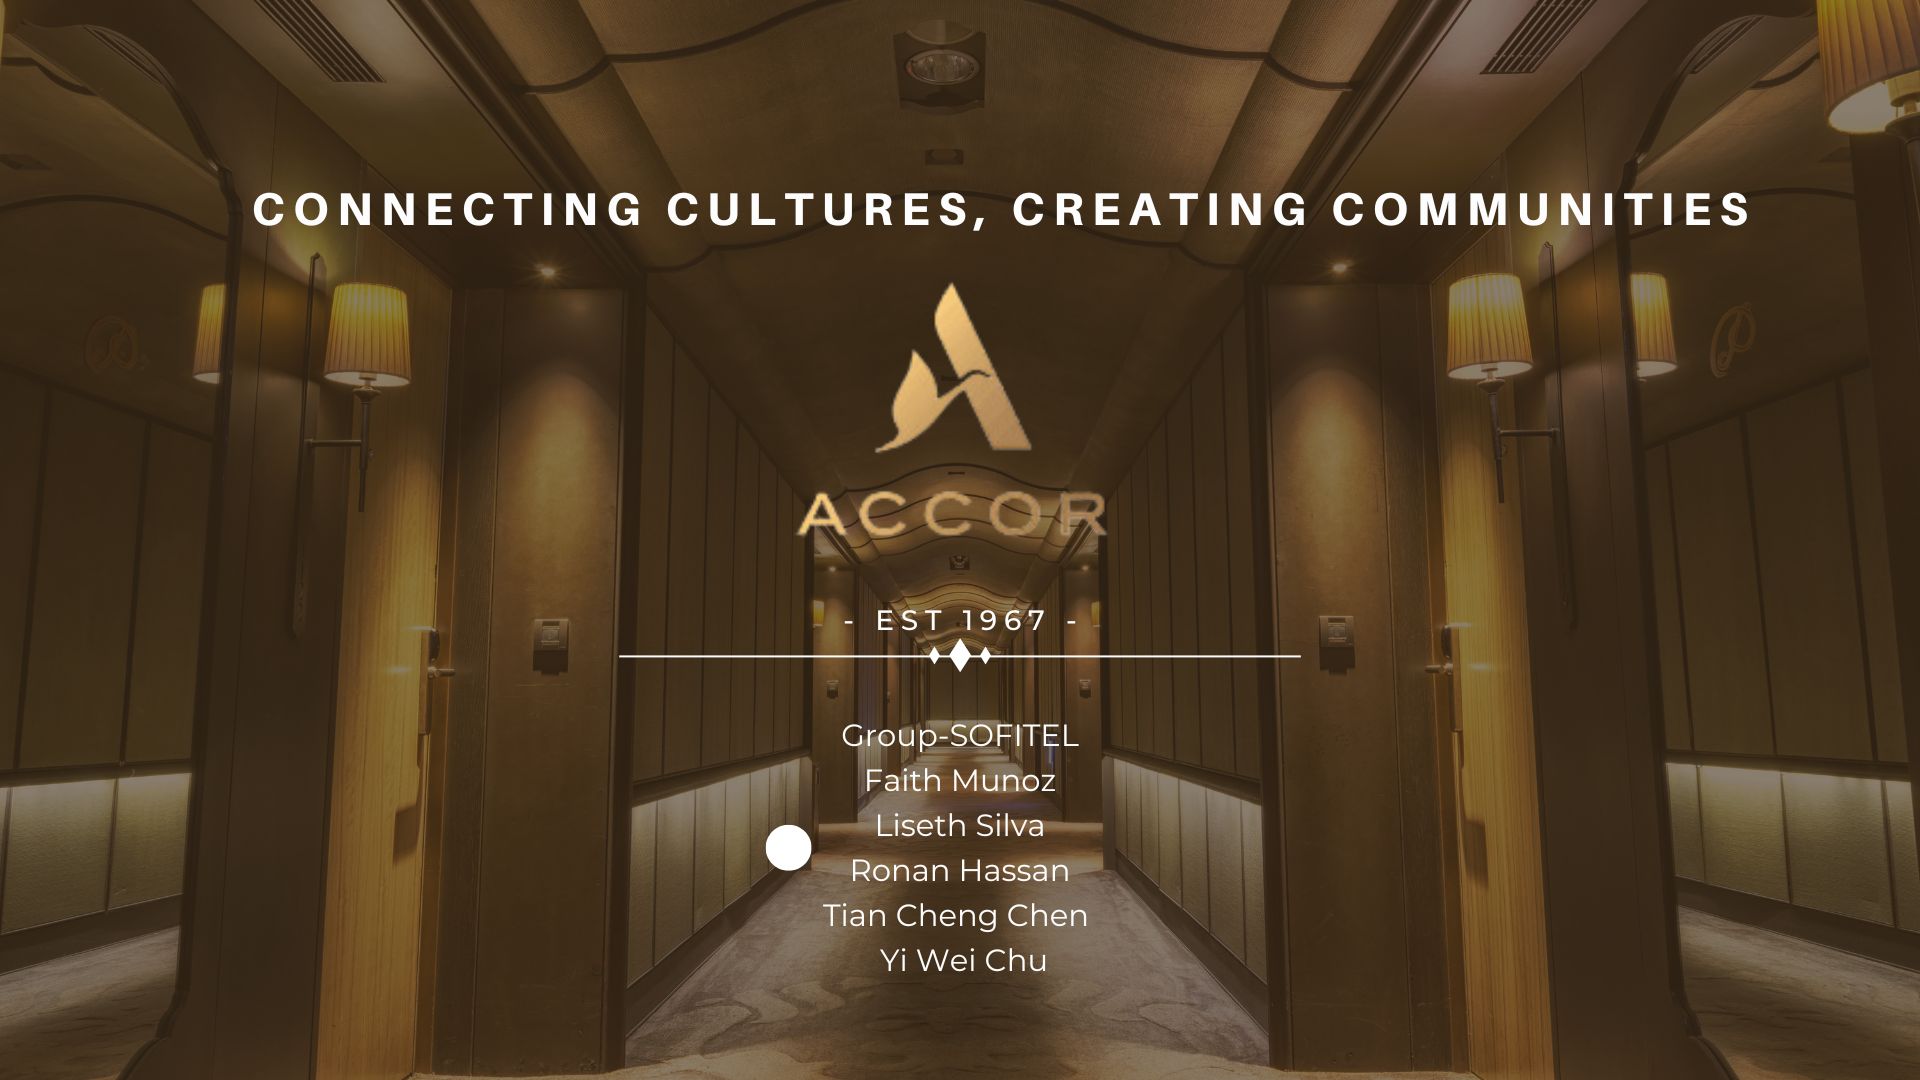 CONNECTING CULTURES, CREATING COMMUNITIES
ACCOR
- EST 1967 -
Group-SOFITEL
Faith Munoz
Liseth Silva
Ronan Hassan
Tian Cheng Chen
Yi Wei Chu